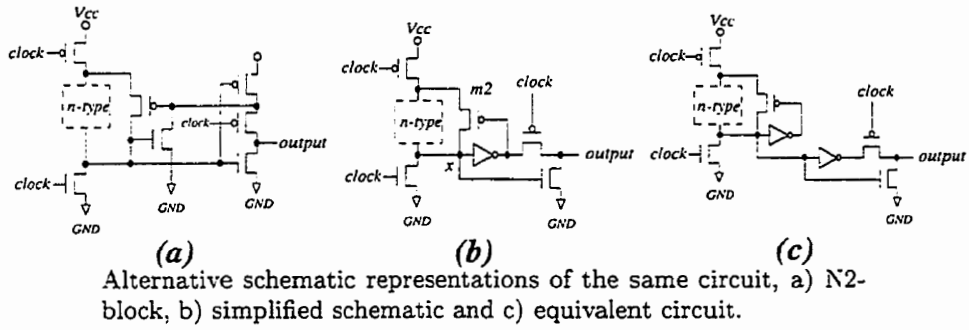 Vcc
clock
n-type
clock
output
clock
GND
GND
GND
(a)
Vcc
clock
m2
clock
n-type
output
clock
x
GND
GND
(b)
Vcc
clock
n-type
clock
clock
output
GND
GND
(c)
Alternative schematic representations of the same circuit, a) N2-
block, b) simplified schematic and c) equivalent circuit.